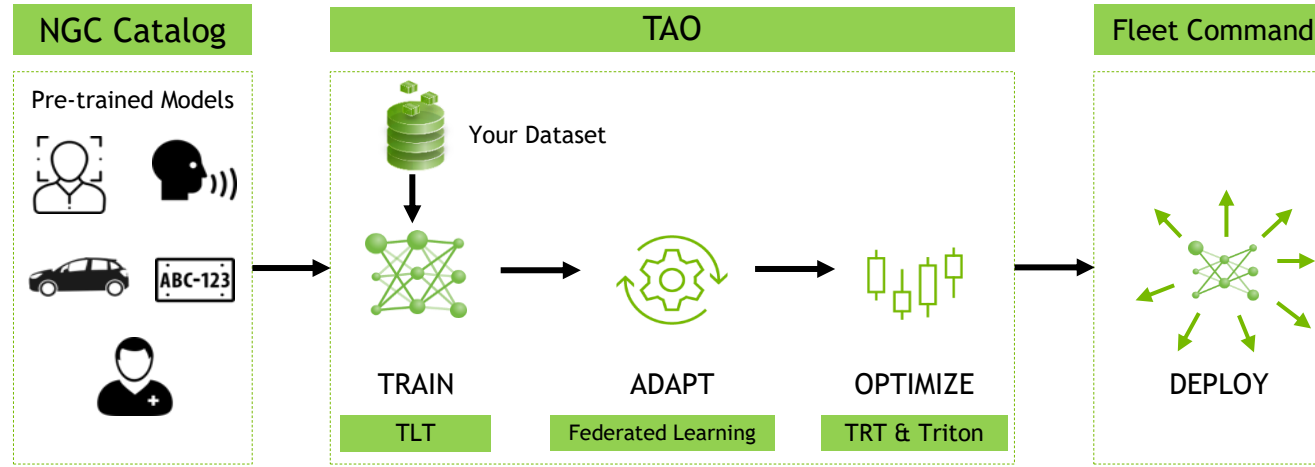 NGC Catalog
TAO
Fleet Command
Pre-trained Models
Your Dataset
ABC-123
TRAIN
ADAPT
OPTIMIZE
DEPLOY
TLT
Federated Learning
TRT & Triton